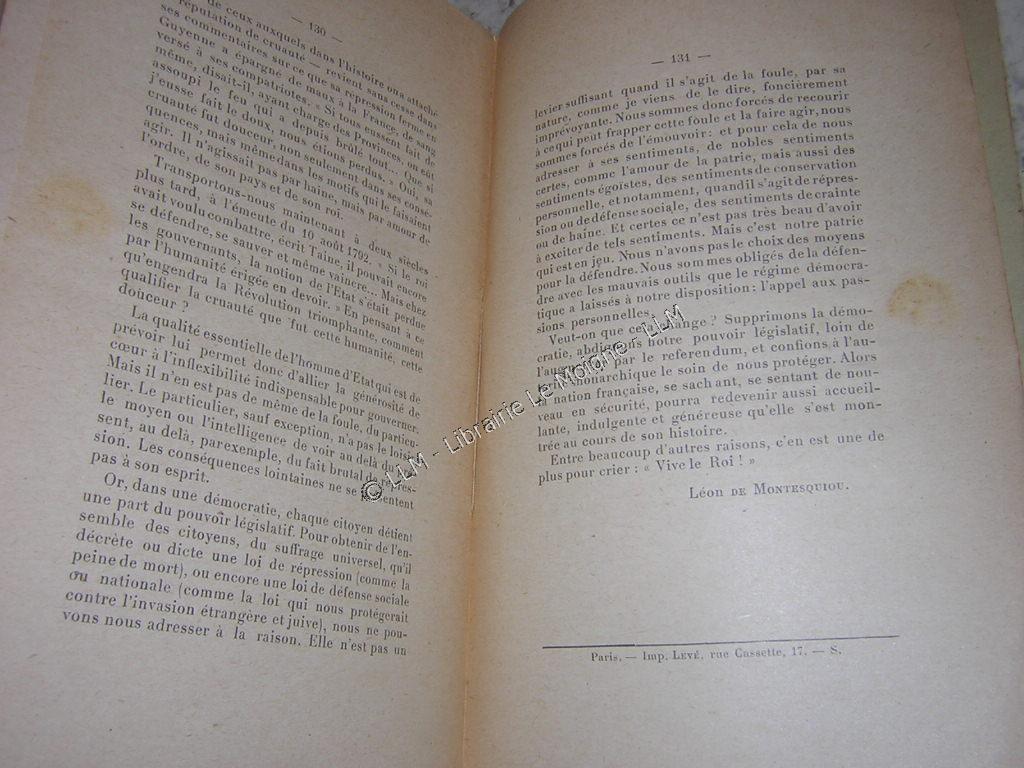 — 130 —
de ceux auxquels dans l'histoire on a attaché
réputation de cruauté — revient sans cesse dans
ses commentaires sur ce que sa répression ferme en
Guyenne a épargné de maux à la France, de sang
versé à ses compatriotes. « Si tous eussent fait de
même, disait-il, ayant charge des Provinces, on eût
assoupi le feu qui a depuis brûlé tout.... Que si
j'eusse fait le doux, nous étions perdus. » Oui, sa
cruauté fut douceur, non seulement dans ses consé-
quences, mais même dans les motifs, qui le faisaient
agir. Il n'agissait pas par haine, mais par amour de
l'ordre, de son pays et de son roi.
Transportons-nous maintenant à deux siècles
plus tard, à l'émeute du 10 août 1792. « Si le roi
avait voulu combattre, écrit Taine, il pouvait encore
se défendre, se sauver et même vaincre... Mais chez
les gouvernants, la notion de l'Etat s'était perdue
par l'humanité érigée en devoir. » En pensant à ce
qu'engendra la Révolution triomphante, comment
qualifier la cruauté que fut cette humanité, cette
douceur ?
La qualité essentielle de l'homme d'Etat qui est de
prévoir lui permet donc d'allier la générosité de
cœur à l'inflexibilité indispensable pour gouverner.
Mais il n'en est pas de même de la foule, du particu-
lier. Le particulier, sauf exception, n'a pas le loisir,
le moyen ou l'intelligence de voir au delà du pré-
sent, au delà, par exemple, du fait brutal de répres-
sion. Les conséquences lointaines ne se présentent
pas à son esprit.
Or, dans une démocratie, chaque citoyen détient
une part du pouvoir législatif. Pour obtenir de l'en-
semble des citoyens, du suffrage universel, qu'il
décrète ou dicte une loi de répression (comme la
peine de mort), ou encore une loi de défense sociale
ou nationale (comme la loi qui nous protégerait
contre l'invasion étrangère et juive), nous ne pou-
vons nous adresser à la raison. Elle n'est pas un
— 131 —
levier suffisant quand il s'agit de la foule, par sa
nature, comme je viens de le dire, foncièrement
imprévoyante. Nous sommes donc forcés de recourir
à ce qui peut frapper cette foule et la faire agir, nous
sommes forcés de l'émouvoir : et pour cela de nous
adresser à ses sentiments, de nobles sentiments
certes, comme l'amour de la patrie, mais aussi des
sentiments égoïstes, des sentiments de conservation
personnelle, et notamment, quand il s'agit de répres-
sion ou de défense sociale, des sentiments de crainte
ou de haine. Et certes ce n'est pas très beau d'avoir
à exciter de tels sentiments. Mais c'est notre patrie
qui est en jeu. Nous n'avons pas le choix des moyens
pour la défendre. Nous sommes obligés de la défen-
dre avec les mauvais outils que le régime démocra-
tique a laissés à notre disposition : l'appel aux pas-
sions personnelles.
Veut-on que cela change ? Supprimons la démo-
cratie, abdiquons notre pouvoir législatif, loin de
l'augmenter par le referendum, et confions à l'au-
monarchique le soin de nous protéger. Alors
la nation française, se sachant, se sentant de nou-
veau en sécurité, pourra redevenir aussi accueil-
lante, indulgente et généreuse qu'elle s'est mon-
trée au cours de son histoire.
Entre beaucoup d'autres raisons, c'en est une de
plus pour crier : « Vive le Roi ! »
Léon de Montesquiou.
Paris. — Imp. Levé, rue Cassette, 17. — S.
© LLM - Librairie Le Moigne - LLM